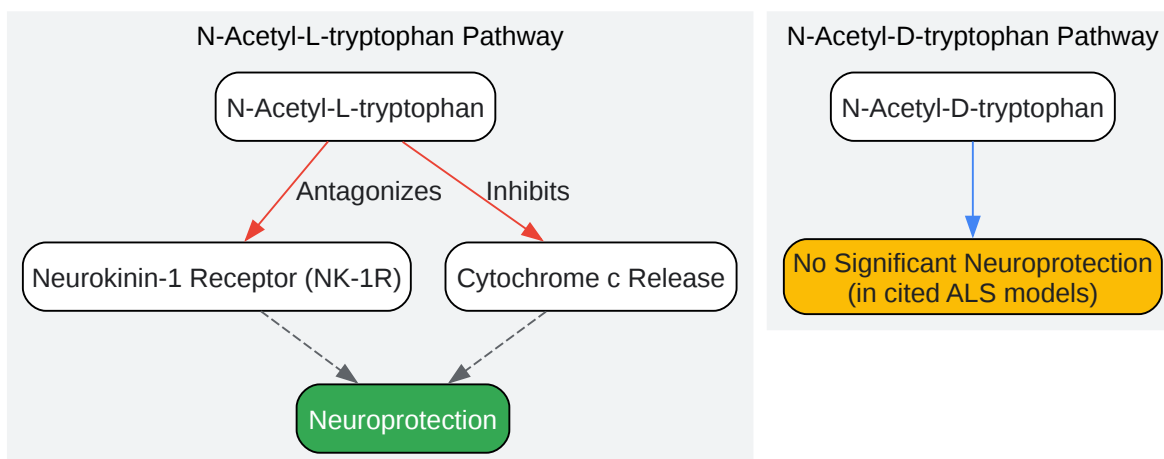 N-Acetyl-L-tryptophan Pathway
N-Acetyl-L-tryptophan
Antagonizes
Inhibits
Neurokinin-1 Receptor (NK-1R)
Cytochrome c Release
Neuroprotection
N-Acetyl-D-tryptophan Pathway
N-Acetyl-D-tryptophan
No Significant Neuroprotection
(in cited ALS models)